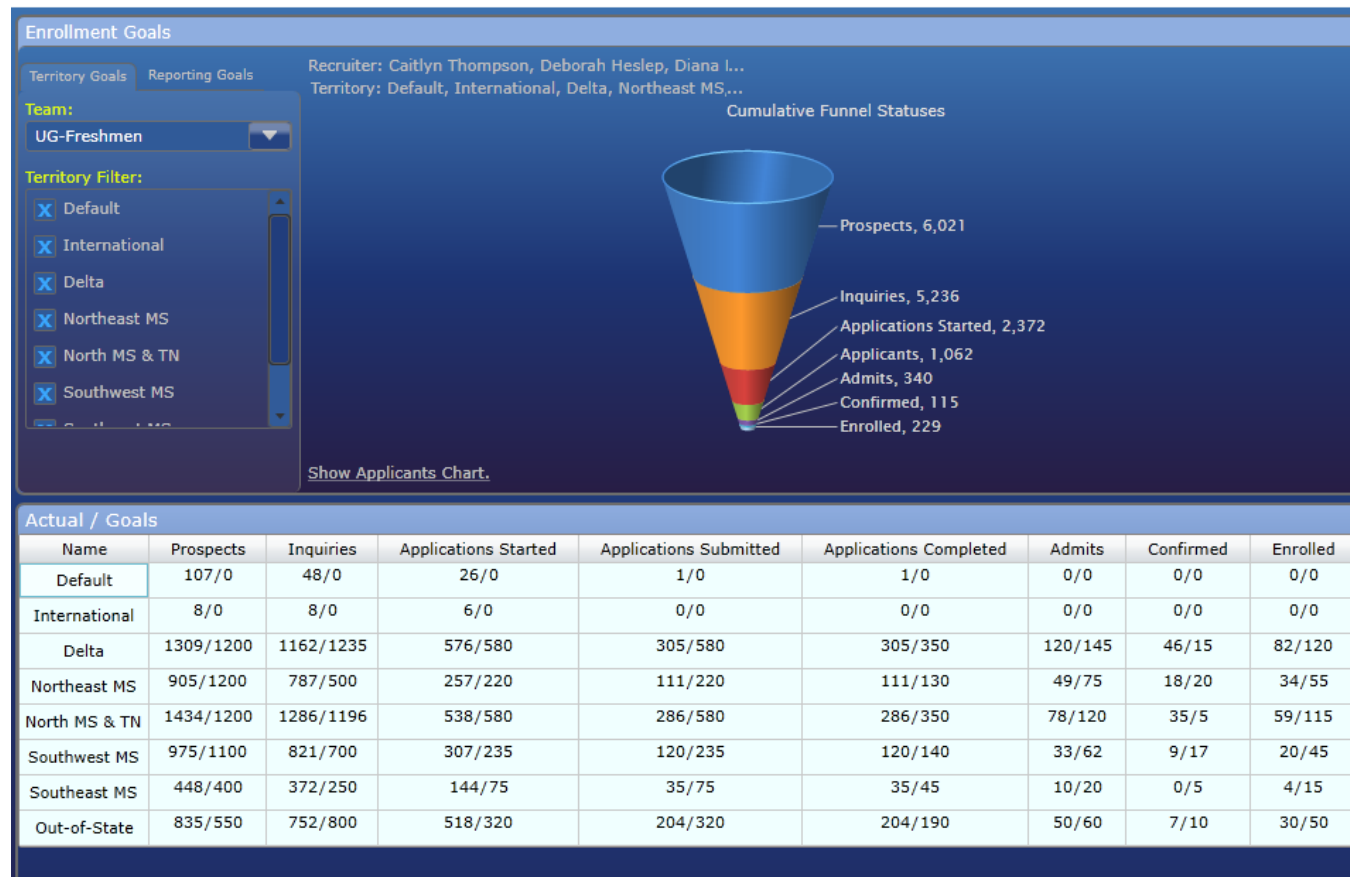 Enrollment Goals
Territory Goals Reporting Goals
Team:
UG-Freshmen
Territory Filter:
X Default
X International
X Delta
X Northeast MS
X North MS & TN
X Southwest MS
Recruiter: Caitlyn Thompson, Deborah Heslep, Diana I...
Territory: Default, International, Delta, Northeast MS,...
Cumulative Funnel Statuses
Prospects, 6,021
Inquiries, 5,236
Applications Started, 2,372
Applicants, 1,062
Admits, 340
Confirmed, 115
Enrolled, 229
Show Applicants Chart.
Actual / Goals
Name Prospects Inquiries Applications Started Applications Submitted Applications Completed Admits Confirmed Enrolled
Default 107/0 48/0 26/0 1/0 1/0 0/0 0/0 0/0
International 8/0 8/0 6/0 0/0 0/0 0/0 0/0 0/0
Delta 1309/1200 1162/1235 576/580 305/580 305/350 120/145 46/15 82/120
Northeast MS 905/1200 787/500 257/220 111/220 111/130 49/75 18/20 34/55
North MS & TN 1434/1200 1286/1196 538/580 286/580 286/350 78/120 35/5 59/115
Southwest MS 975/1100 821/700 307/235 120/235 120/140 33/62 9/17 20/45
Southeast MS 448/400 372/250 144/75 35/75 35/45 10/20 0/5 4/15
Out-of-State 835/550 752/800 518/320 204/320 204/190 50/60 7/10 30/50